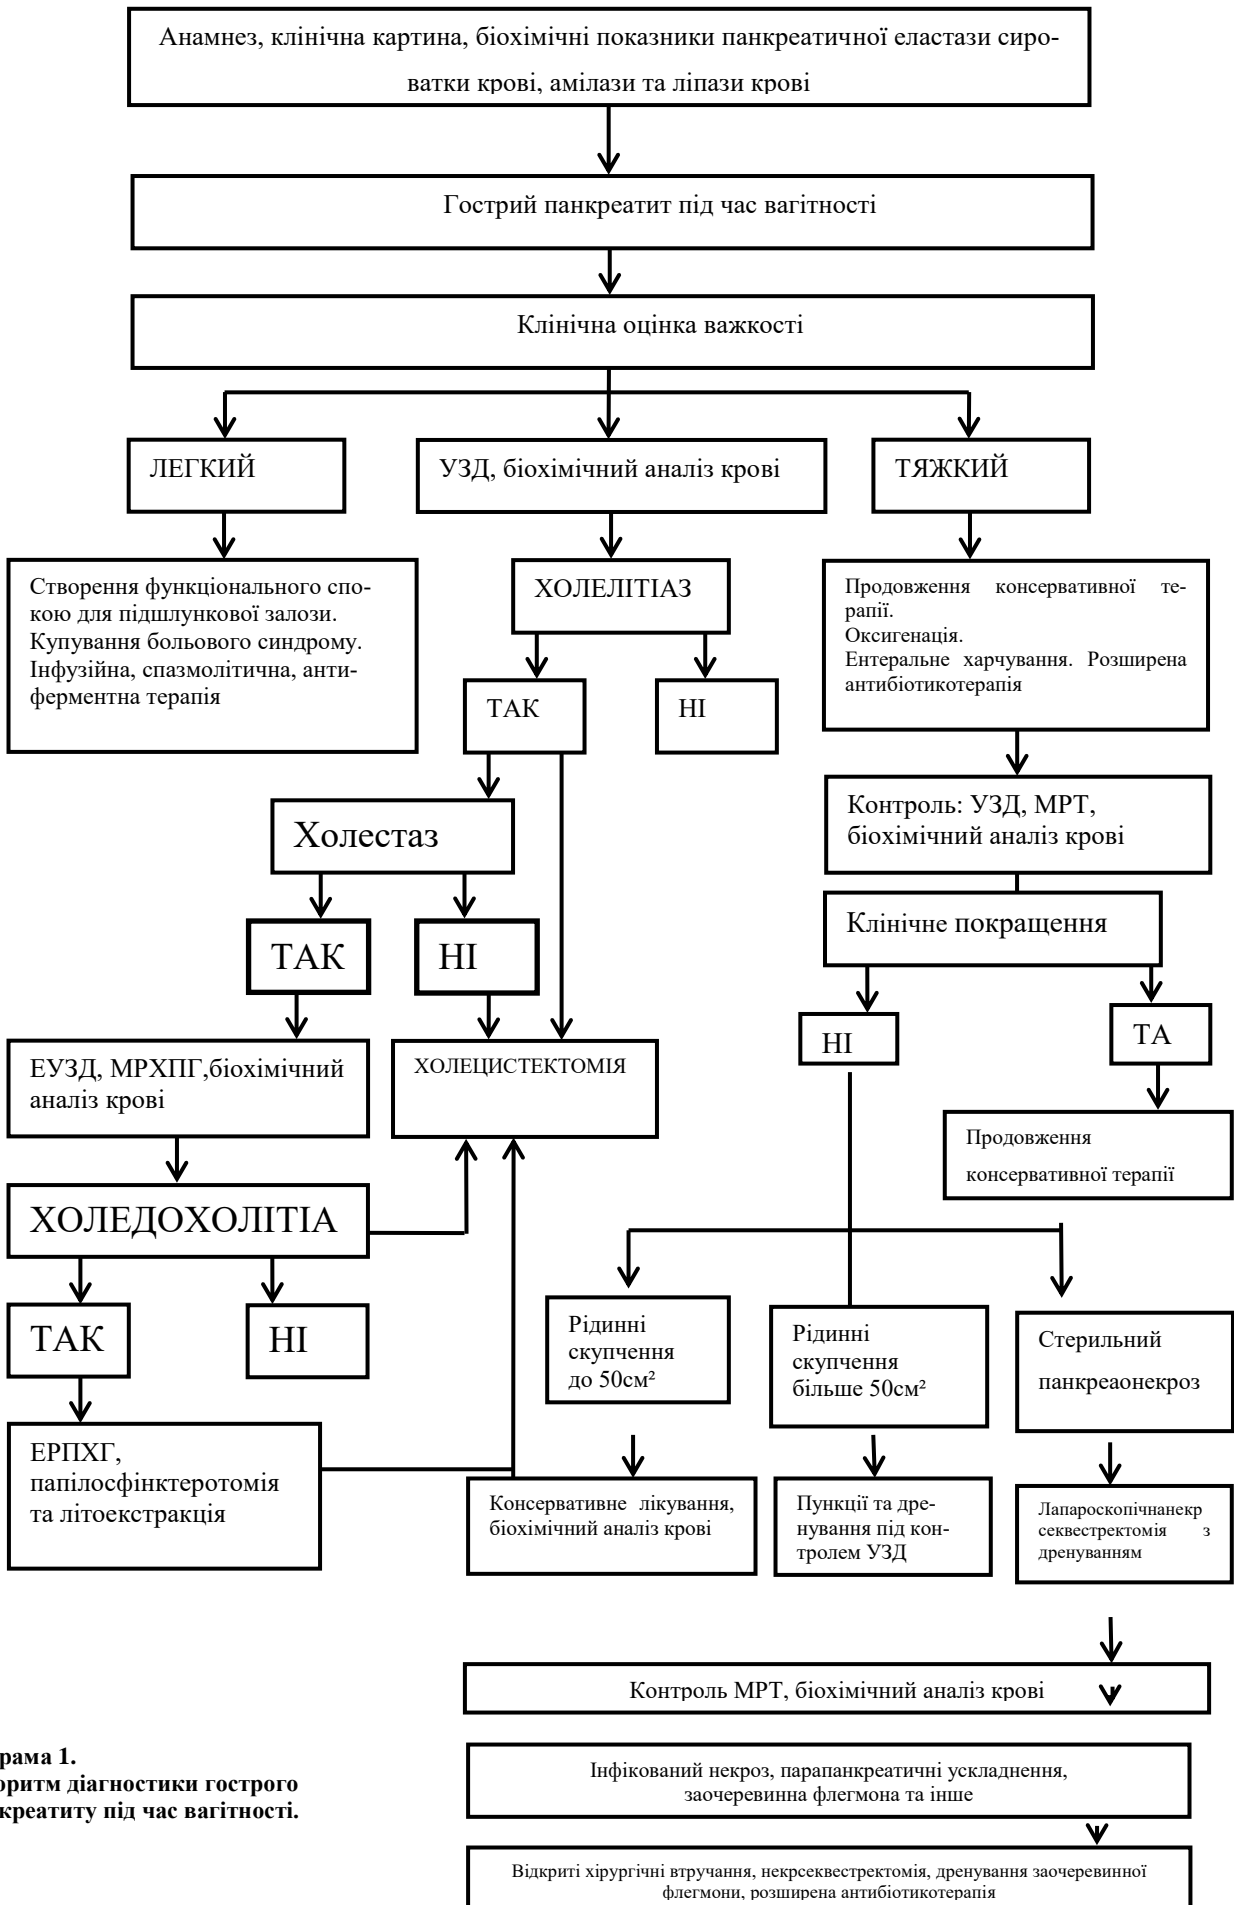 Анамнез, клінічна картина, біохімічні показники панкреатичної еластази сиро-
ватки крові, амілази та ліпази крові
Гострий панкреатит під час вагітності
Клінічна оцінка важкості
ЛЕГКИЙ
УЗД, біохімічний аналіз крові
ТЯЖКИЙ
Створення функціонального спо-
кою для підшлункової залози.
Купування больового синдрому.
Інфузійна, спазмолітична, анти-
ферментна терапія
ХОЛЕЛІТІАЗ
Продовження консервативної те-
рапії.
Оксигенація.
Ентеральне харчування. Розширена
антибіотикотерапія
ТАК
НІ
Холестаз
Контроль: УЗД, МРТ,
біохімічний аналіз крові
Клінічне покращення
ТАК
НІ
НІ
ТА
ЕУЗД, МРХПГ,біохімічний
аналіз крові
ХОЛЕЦИСТЕКТОМІЯ
Продовження
консервативної терапії
ХОЛЕДОХОЛІТІА
ТАК
НІ
Рідинні
скупчення
до 50см²
Рідинні
скупчення
більше 50см²
Стерильний
панкреаонекроз
ЕРПХГ,
папілосфінктеротомія
та літоекстракція
Консервативне лікування,
біохімічний аналіз крові
Пункції та дре-
нування під кон-
тролем УЗД
Лапароскопічнанекр
секвестректомія з
дренуванням
Контроль МРТ, біохімічний аналіз крові
рама 1.
оритм діагностики гострого
креатиту під час вагітності.
Інфікований некроз, парапанкреатичні ускладнення,
заочеревинна флегмона та інше
Відкриті хірургічні втручання, некрсеквестректомія, дренування заочеревинної
флегмони, розширена антибіотикотерапія